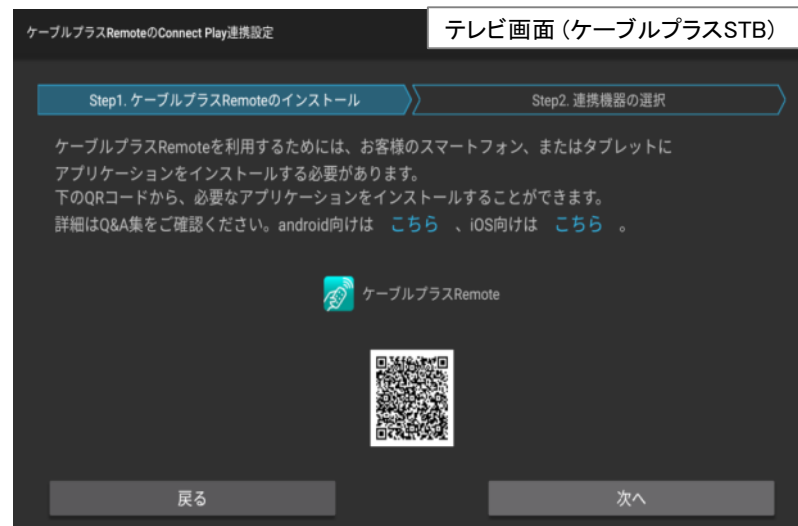 ケーブルプラスRemoteのConnect Play連携設定
テレビ画面（ケーブルプラスSTB）
Step1. ケーブルプラスRemoteのインストール
Step2. 連携機器の選択
ケーブルプラスRemoteを利用するためには、お客様のスマートフォン、またはタブレットに
アプリケーションをインストールする必要があります。
下のQRコードから、必要なアプリケーションをインストールすることができます。
詳細はQ&A集をご確認ください。android向けは こちら 、iOS向けは こちら 。
ケーブルプラスRemote
戻る
次へ